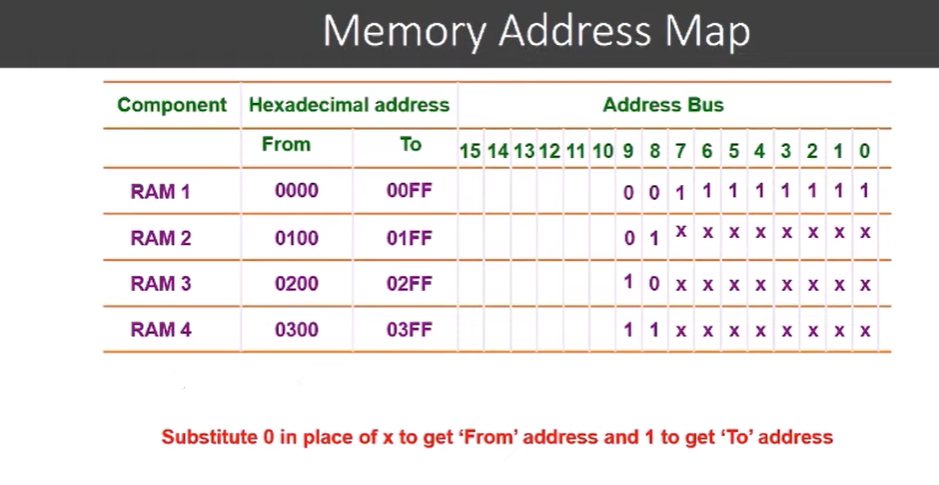 Memory Address Map
Component Hexadecimal address Address Bus
From To 15 14 13 12 11 10 9 8 7 6 5 4 3 2 1 0
RAM 1 0000 00FF 0 0 1 1 1 1 1 1 1 1
RAM 2 0100 01FF 0 1 x x x x x x x x
RAM 3 0200 02FF 1 0 x x x x x x x x
RAM 4 0300 03FF 1 1 x x x x x x x x
Substitute 0 in place of x to get ‘From’ address and 1 to get ‘To’ address